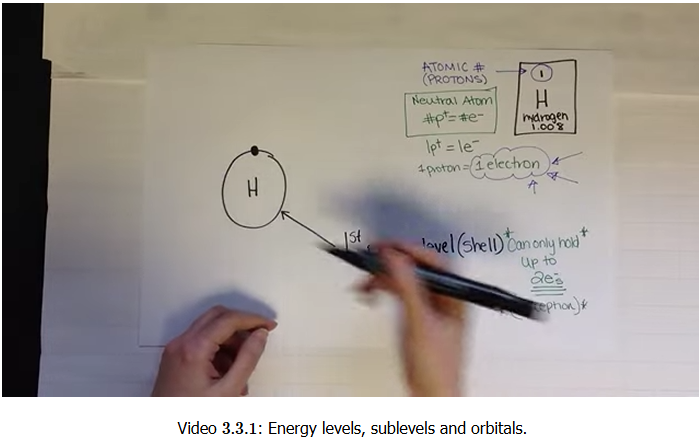 ATOMIC #
(PROTONS)
1
H
hydrogen
1.008
Neutral Atom
#p⁺=#e⁻
1p⁺=1e⁻
1 proton=1 electron
H
1st level(shell)
*Can only hold*
up to
2e⁻s
Video 3.3.1: Energy levels, sublevels and orbitals.